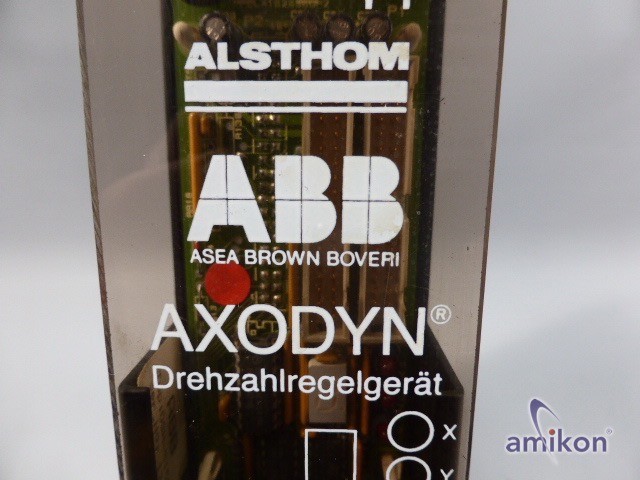 ALSTHOM
ABB
ASEA BROWN BOVERI
AXODYN®
Drehzahlregelgerät
X
Y
amikon®